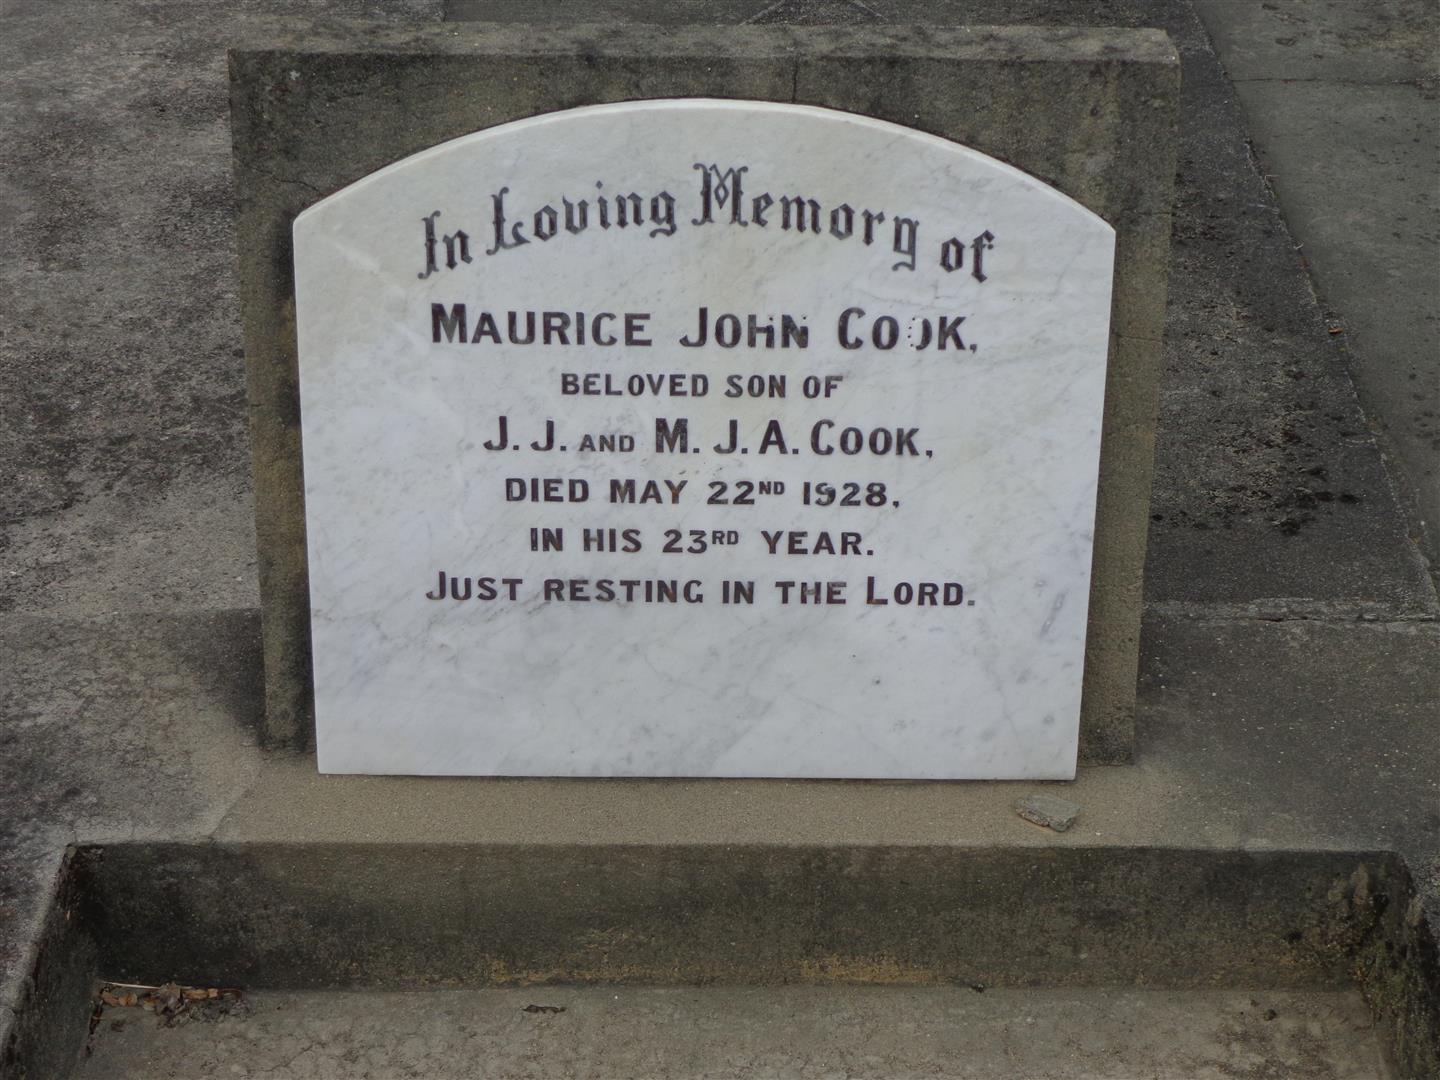 In Loving Memory of
MAURICE JOHN COOK,
BELOVED SON OF
J. J. AND M. J. A. COOK,
DIED MAY 22ND 1928,
IN HIS 23RD YEAR.
JUST RESTING IN THE LORD.